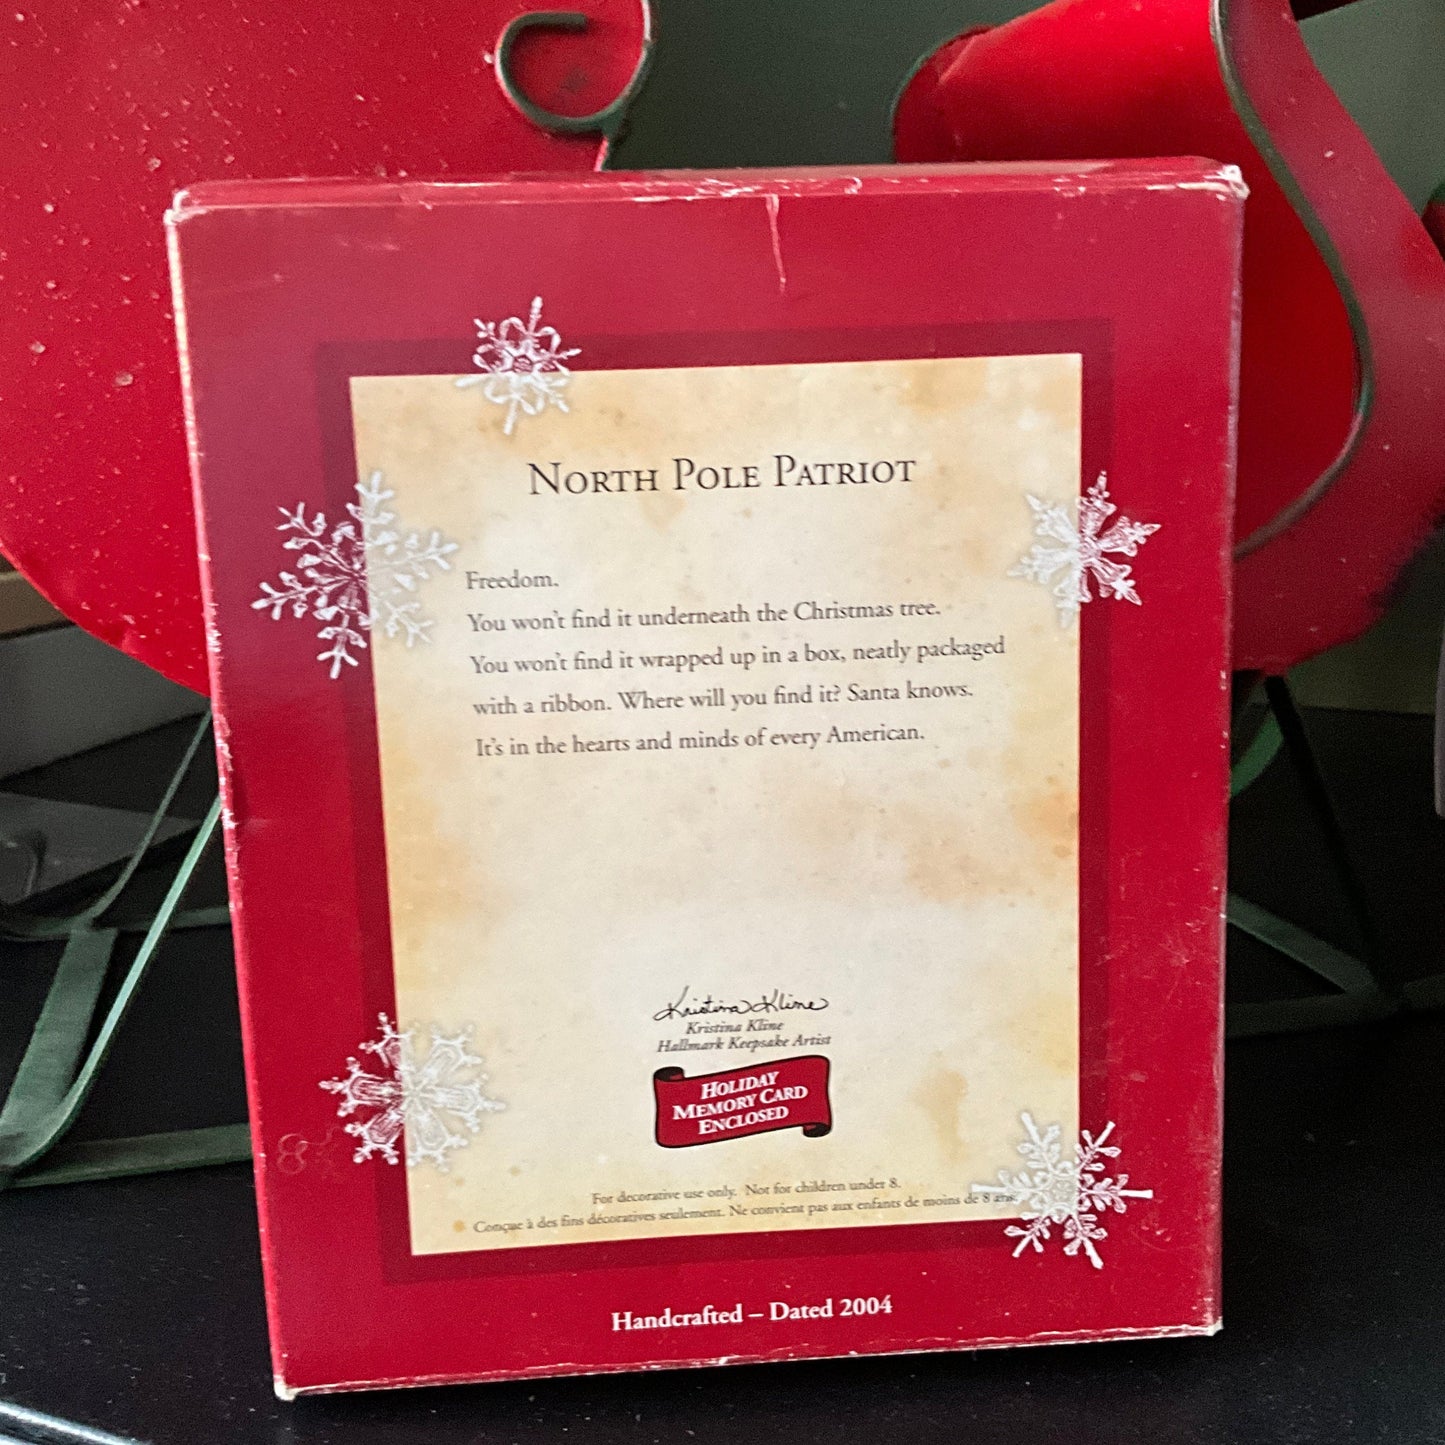 North Pole Patriot
Freedom.
You won't find it underneath the Christmas tree.
You won't find it wrapped up in a box, neatly packaged
with a ribbon. Where will you find it? Santa knows.
It's in the hearts and minds of every American.
Kristina Kline
Kristina Kline
Hallmark Keepsake Artist
Holiday
Memory Card
Enclosed
For decorative use only. Not for children under 8.
Conçue à des fins décoratives seulement. Ne convient pas aux enfants de moins de 8 ans.
Handcrafted – Dated 2004